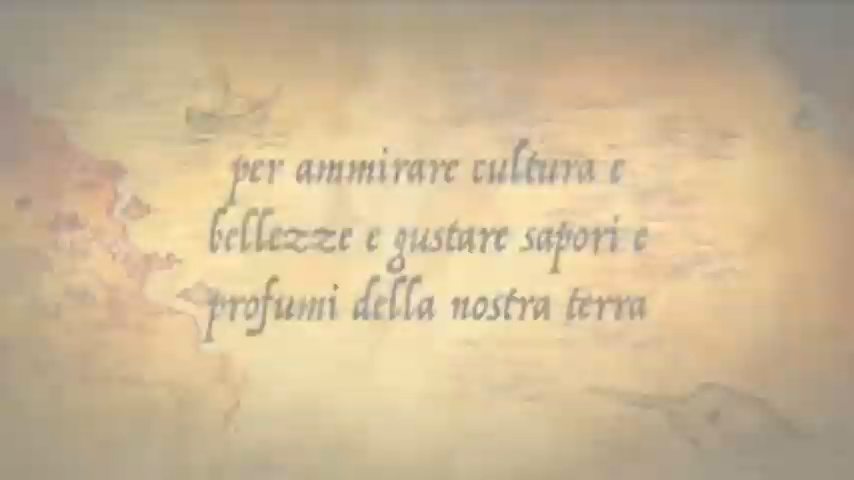 per ammirare cultura e
bellezze e gustare sapori e
profumi della nostra terra